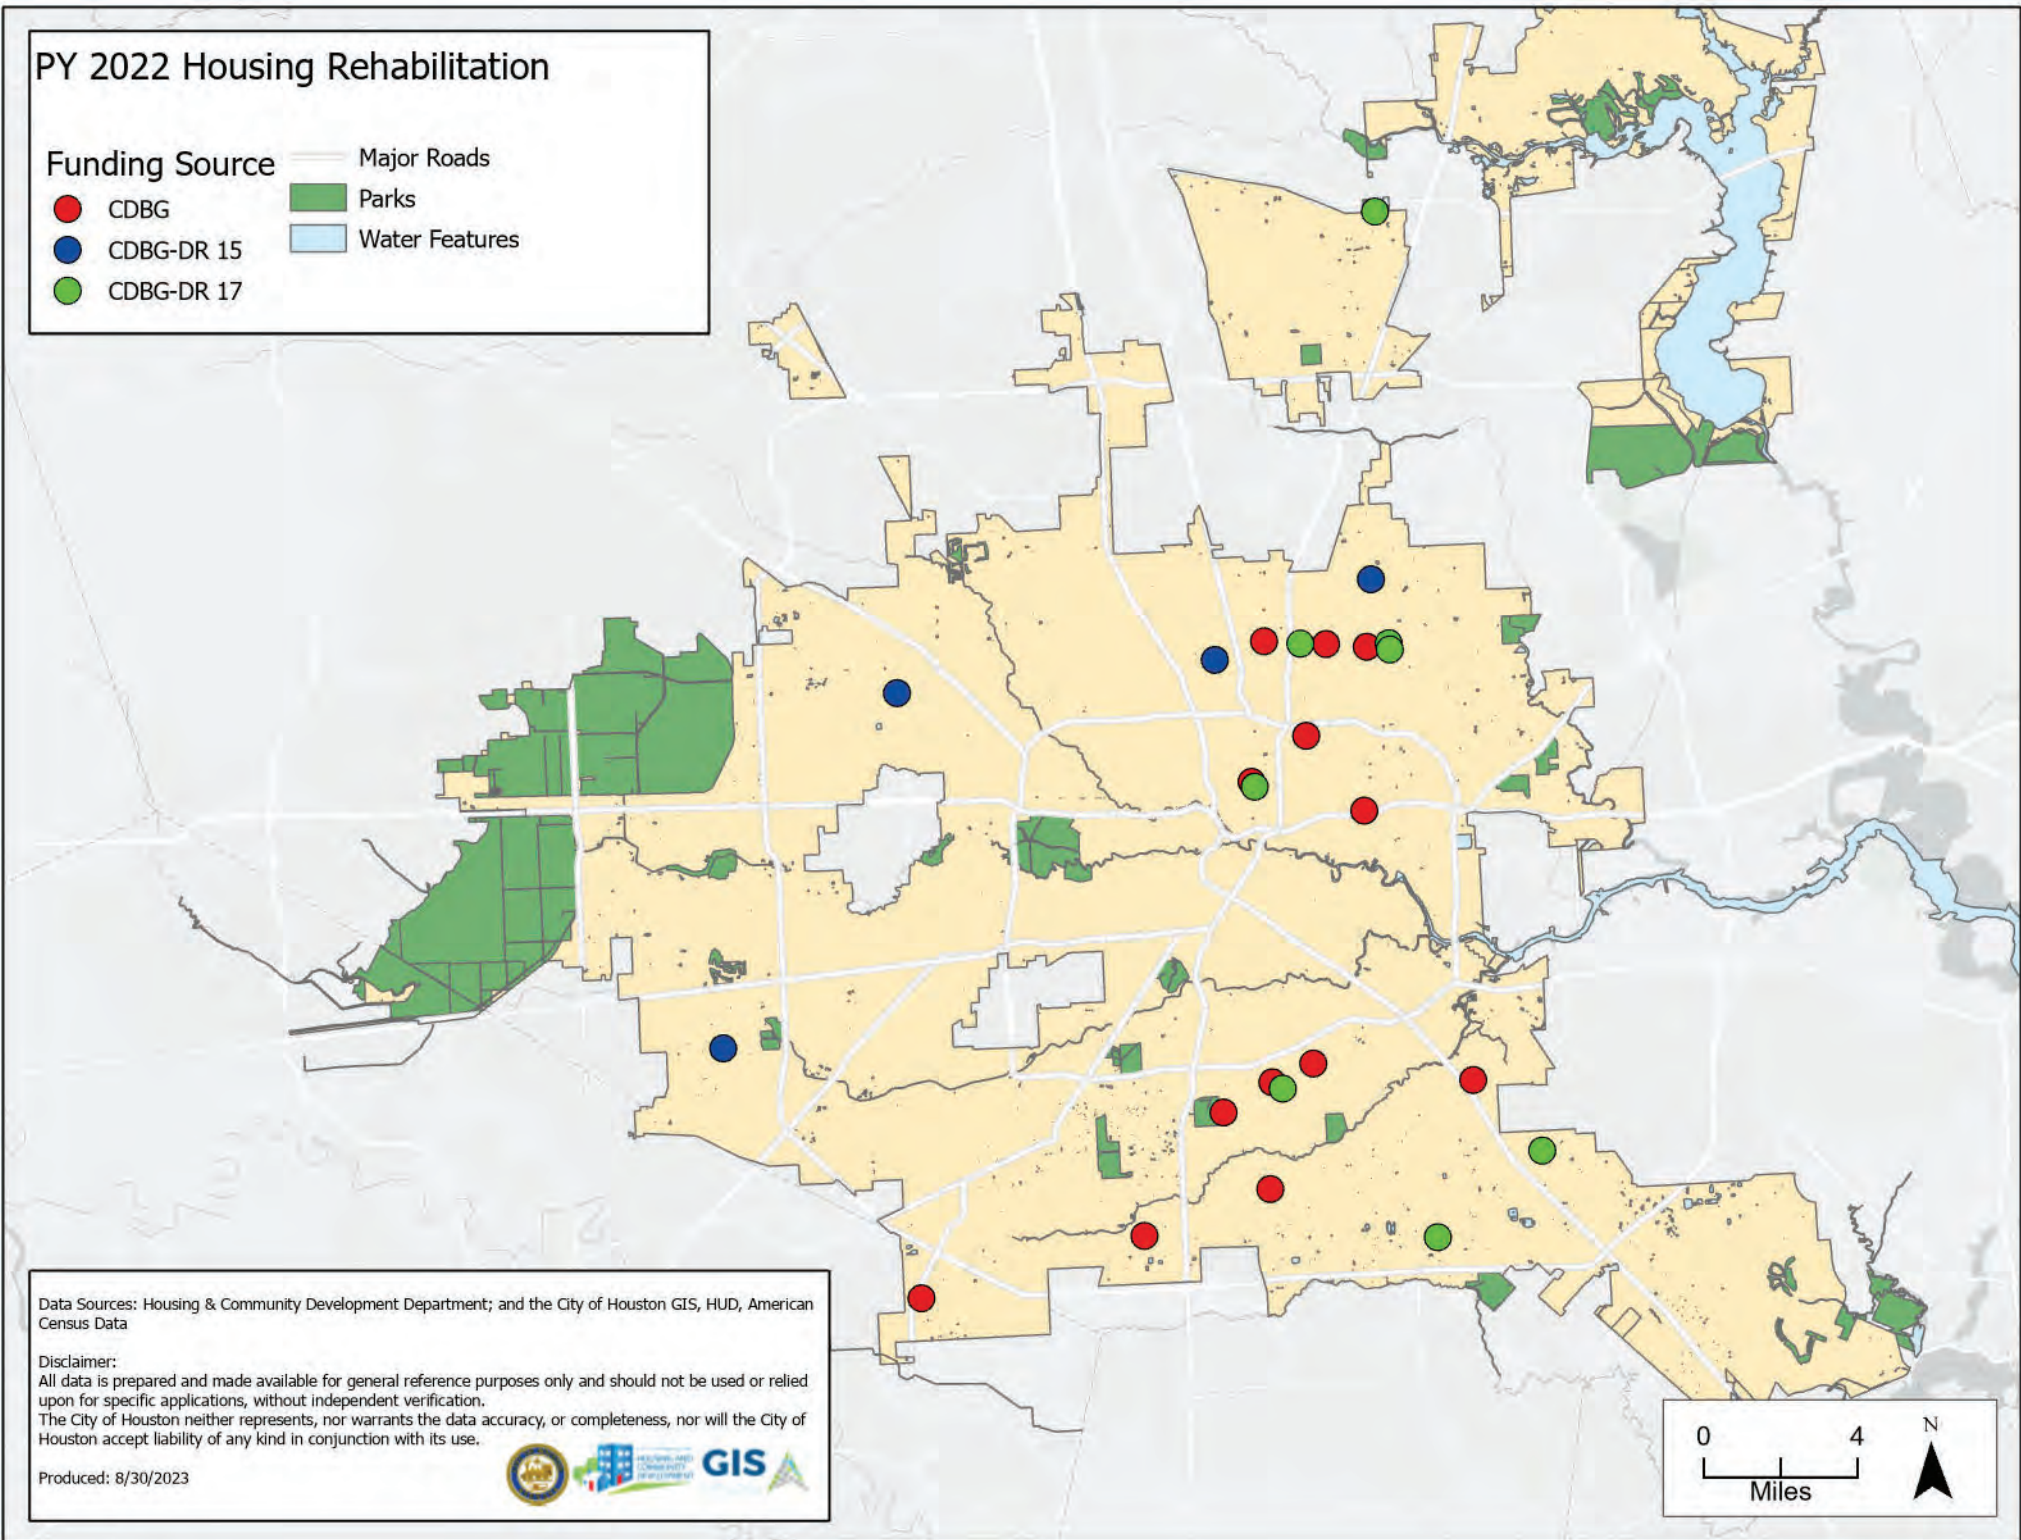 PY 2022 Housing Rehabilitation
Funding Source
CDBG
CDBG-DR 15
CDBG-DR 17
Major Roads
Parks
Water Features
Data Sources: Housing & Community Development Department; and the City of Houston GIS, HUD, American
Census Data
Disclaimer:
All data is prepared and made available for general reference purposes only and should not be used or relied
upon for specific applications, without independent verification.
The City of Houston neither represents, nor warrants the data accuracy, or completeness, nor will the City of
Houston accept liability of any kind in conjunction with its use.
Produced: 8/30/2023
HOUSING AND
COMMUNITY
DEVELOPMENT
GIS
0 4
Miles
N